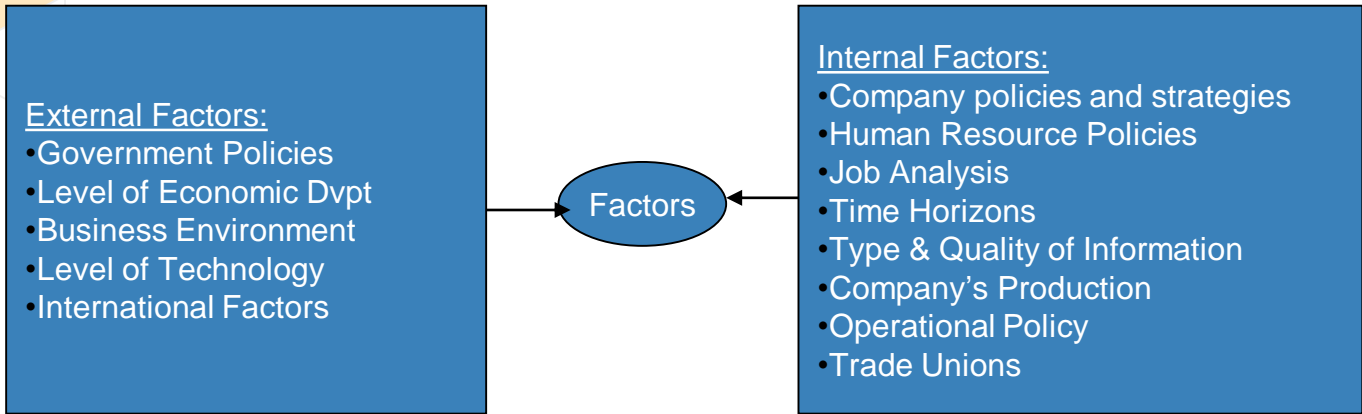 External Factors:
•Government Policies
•Level of Economic Dvpt
•Business Environment
•Level of Technology
•International Factors
Factors
Internal Factors:
•Company policies and strategies
•Human Resource Policies
•Job Analysis
•Time Horizons
•Type & Quality of Information
•Company’s Production
•Operational Policy
•Trade Unions